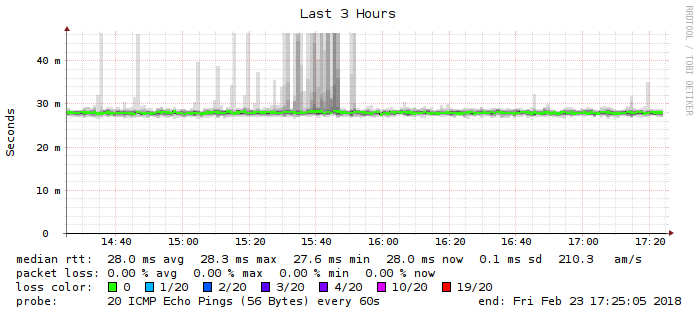 Last 3 Hours
RRDTOOL / TOBI OETIKER
Seconds
40 m
30 m
20 m
10 m
0
14:40 15:00 15:20 15:40 16:00 16:20 16:40 17:00 17:20
median rtt: 28.0 ms avg 28.3 ms max 27.6 ms min 28.0 ms now 0.1 ms sd 210.3 am/s
packet loss: 0.00 % avg 0.00 % max 0.00 % min 0.00 % now
loss color: 0 1/20 2/20 3/20 4/20 10/20 19/20
probe: 20 ICMP Echo Pings (56 Bytes) every 60s end: Fri Feb 23 17:25:05 2018